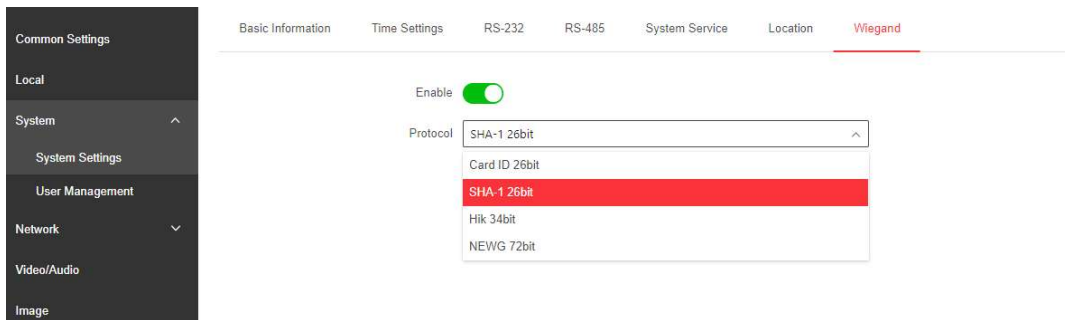 Common Settings
Local
System
System Settings
User Management
Network
Video/Audio
Image
Basic Information Time Settings RS-232 RS-485 System Service Location Wiegand
Enable
Protocol SHA-1 26bit
Card ID 26bit
SHA-1 26bit
Hik 34bit
NEWG 72bit